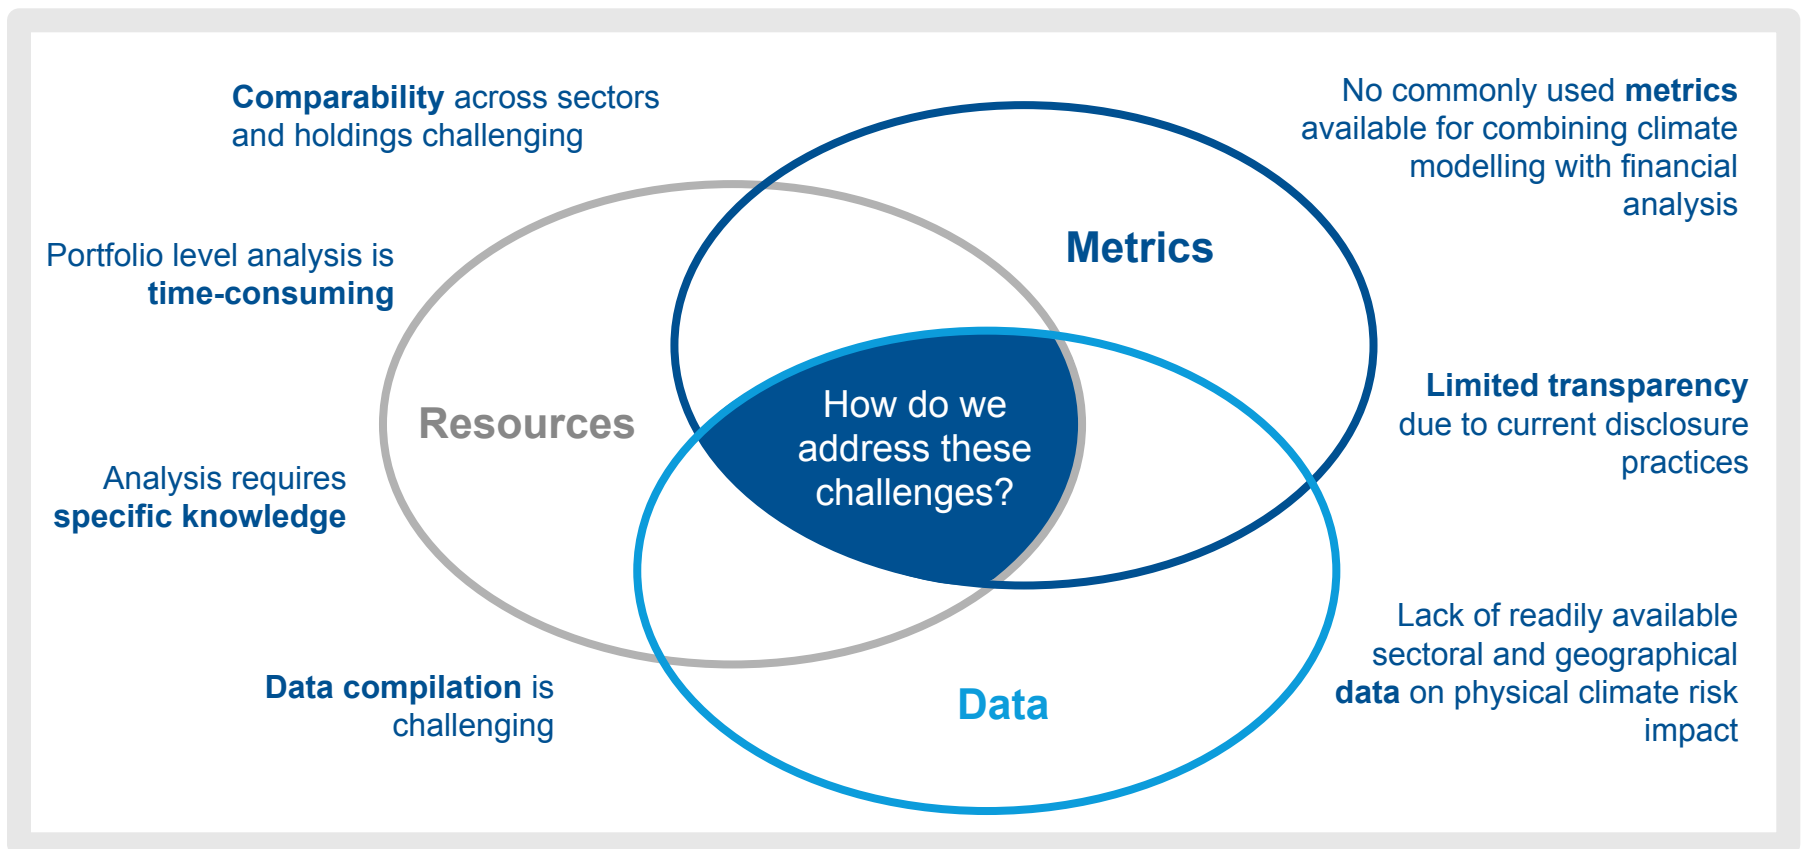 Comparability across sectors
and holdings challenging
No commonly used metrics
available for combining climate
modelling with financial
analysis
Metrics
Portfolio level analysis is
time-consuming
Resources
How do we
address these
challenges?
Limited transparency
due to current disclosure
practices
Analysis requires
specific knowledge
Data compilation is
challenging
Data
Lack of readily available
sectoral and geographical
data on physical climate risk
impact